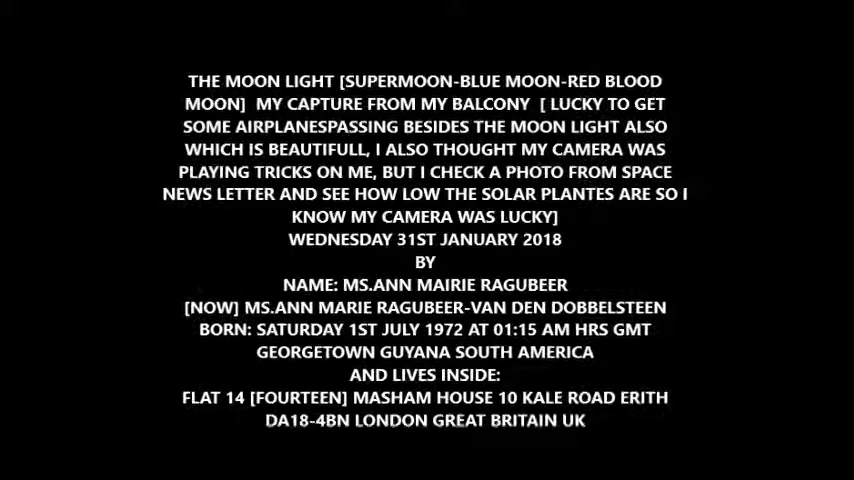 THE MOON LIGHT [SUPERMOON-BLUE MOON-RED BLOOD
MOON]  MY CAPTURE FROM MY BALCONY  [ LUCKY TO GET
SOME AIRPLANESPASSING BESIDES THE MOON LIGHT ALSO
WHICH IS BEAUTIFULL, I ALSO THOUGHT MY CAMERA WAS
PLAYING TRICKS ON ME, BUT I CHECK A PHOTO FROM SPACE
NEWS LETTER AND SEE HOW LOW THE SOLAR PLANTES ARE SO I
KNOW MY CAMERA WAS LUCKY]
WEDNESDAY 31ST JANUARY 2018
BY
NAME: MS.ANN MAIRIE RAGUBEER
[NOW] MS.ANN MARIE RAGUBEER-VAN DEN DOBBELSTEEN
BORN: SATURDAY 1ST JULY 1972 AT 01:15 AM HRS GMT
GEORGETOWN GUYANA SOUTH AMERICA
AND LIVES INSIDE:
FLAT 14 [FOURTEEN] MASHAM HOUSE 10 KALE ROAD ERITH
DA18-4BN LONDON GREAT BRITAIN UK